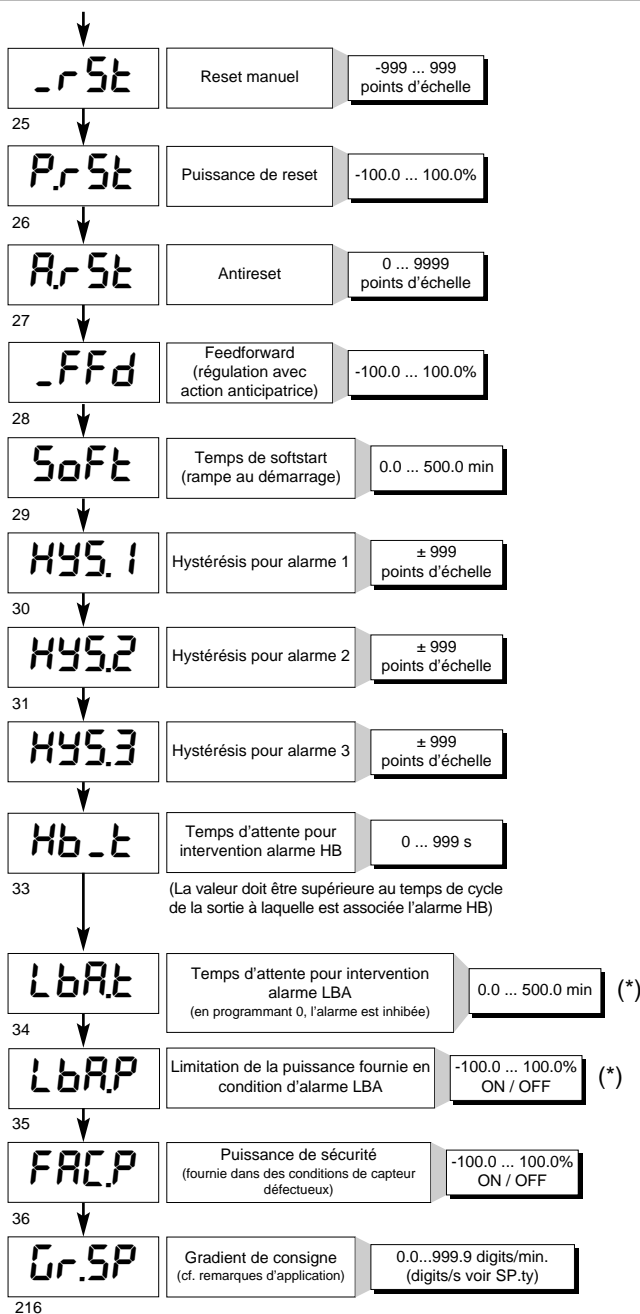 _rSt
Reset manuel
-999 ... 999
points d'échelle
25
P.rSt
Puissance de reset
-100.0 ... 100.0%
26
A.rSt
Antireset
0 ... 9999
points d'échelle
27
_FFd
Feedforward
(régulation avec
action anticipatrice)
-100.0 ... 100.0%
28
SoFt
Temps de softstart
(rampe au démarrage)
0.0 ... 500.0 min
29
HYS.1
Hystérésis pour alarme 1
± 999
points d'échelle
30
HYS.2
Hystérésis pour alarme 2
± 999
points d'échelle
31
HYS.3
Hystérésis pour alarme 3
± 999
points d'échelle
Hb_t
Temps d'attente pour
intervention alarme HB
0 ... 999 s
33
(La valeur doit être supérieure au temps de cycle
de la sortie à laquelle est associée l'alarme HB)
LbA.t
Temps d'attente pour intervention
alarme LBA
(en programmant 0, l'alarme est inhibée)
0.0 ... 500.0 min
(*)
34
LbA.P
Limitation de la puissance fournie en
condition d'alarme LBA
-100.0 ... 100.0%
ON / OFF
(*)
35
FAC.P
Puissance de sécurité
(fournie dans des conditions de capteur
défectueux)
-100.0 ... 100.0%
ON / OFF
36
Gr.SP
Gradient de consigne
(cf. remarques d'application)
0.0...999.9 digits/min.
(digits/s voir SP.ty)
216